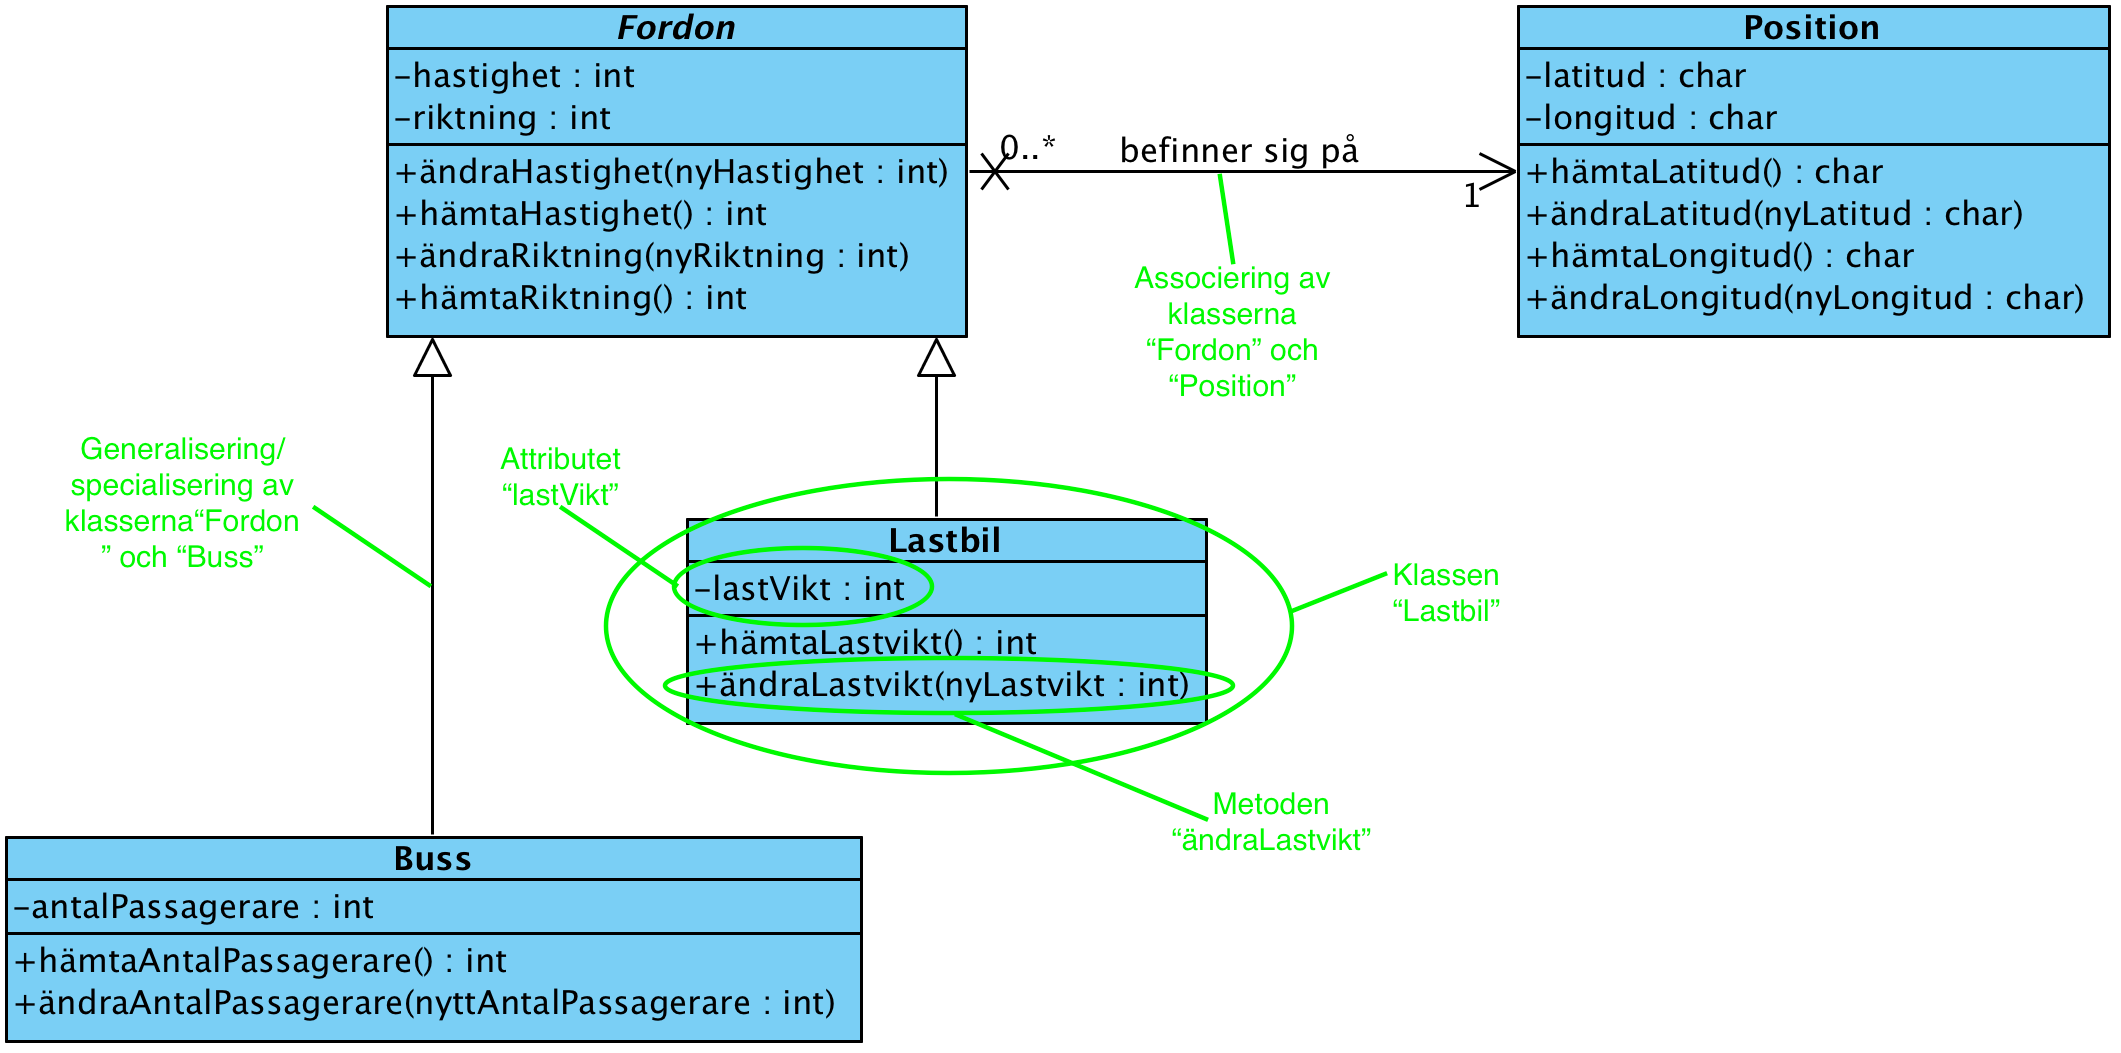 Fordon
-hastighet : int
-riktning : int
+ändraHastighet(nyHastighet : int)
+hämtaHastighet() : int
+ändraRiktning(nyRiktning : int)
+hämtaRiktning() : int
0..*
befinner sig på
1
Position
-latitud : char
-longitud : char
+hämtaLatitud() : char
+ändraLatitud(nyLatitud : char)
+hämtaLongitud() : char
+ändraLongitud(nyLongitud : char)
Associering av
klasserna
“Fordon” och
“Position”
Generalisering/
specialisering av
klasserna“Fordon
” och “Buss”
Attributet
“lastVikt”
Lastbil
-lastVikt : int
+hämtaLastvikt() : int
+ändraLastvikt(nyLastvikt : int)
Klassen
“Lastbil”
Metoden
“ändraLastvikt”
Buss
-antalPassagerare : int
+hämtaAntalPassagerare() : int
+ändraAntalPassagerare(nyttAntalPassagerare : int)